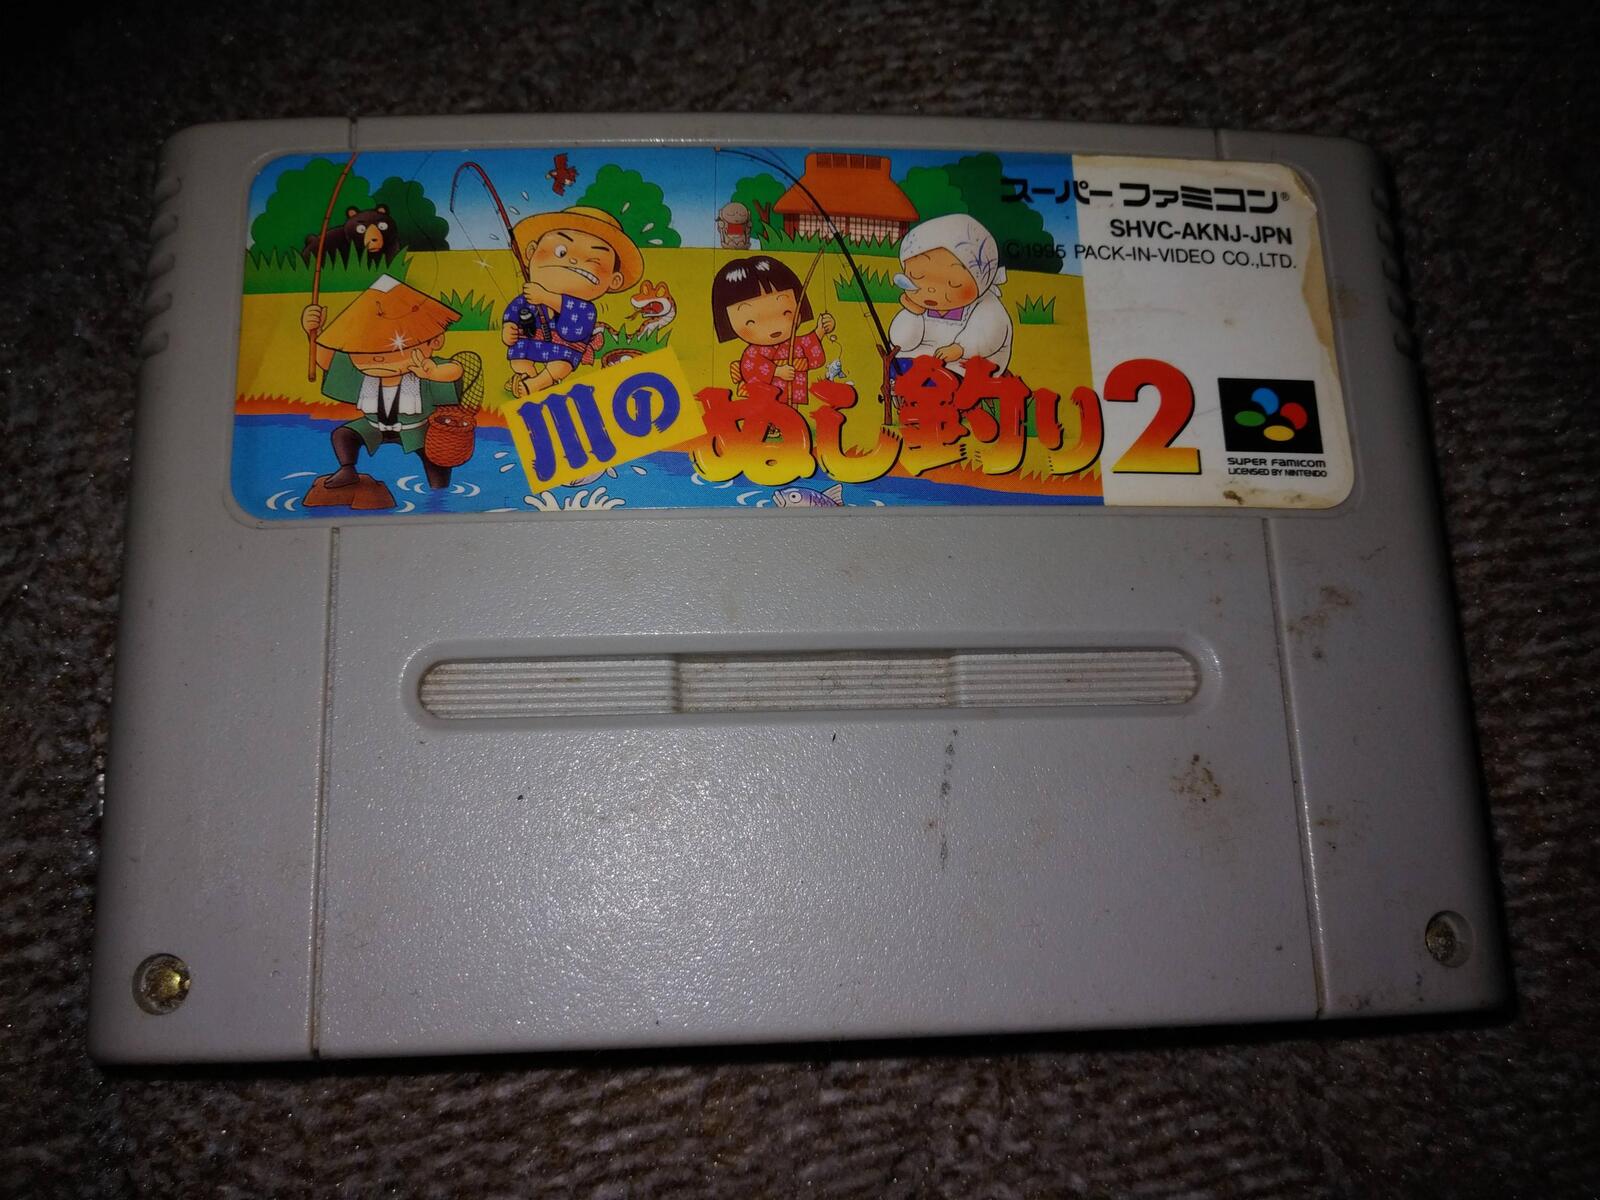 スーパーファミコン®
SHVC-AKNJ-JPN
©1995 PACK-IN-VIDEO CO.,LTD.
川の ぬし釣り2
SUPER FAMICOM
LICENSED BY NINTENDO